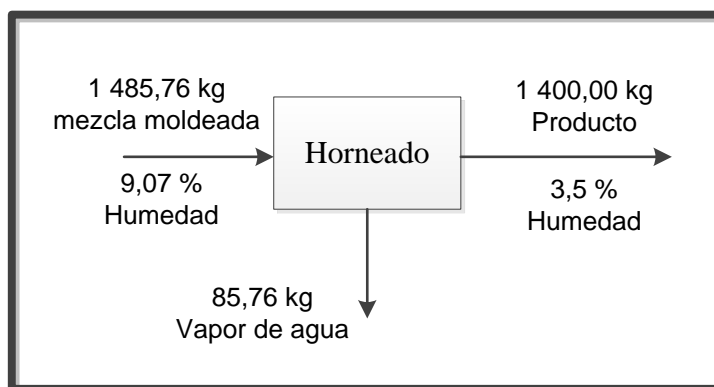 1 485,76 kg
mezcla moldeada
9,07 %
Humedad
Horneado
1 400,00 kg
Producto
3,5 %
Humedad
85,76 kg
Vapor de agua